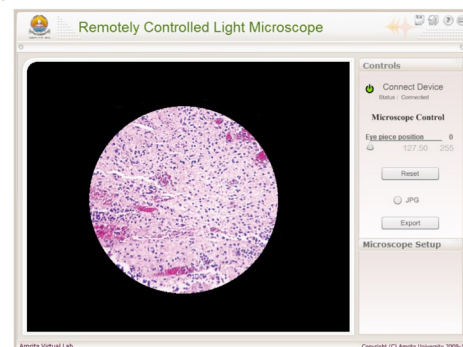 Remotely Controlled Light Microscope
Controls
Connect Device
Status : Connected
Microscope Control
Eye piece position 0
127.50 255
Reset
JPG
Export
Microscope Setup
Amrita Virtual Lab
Copyright (C) Amrita University 2009-